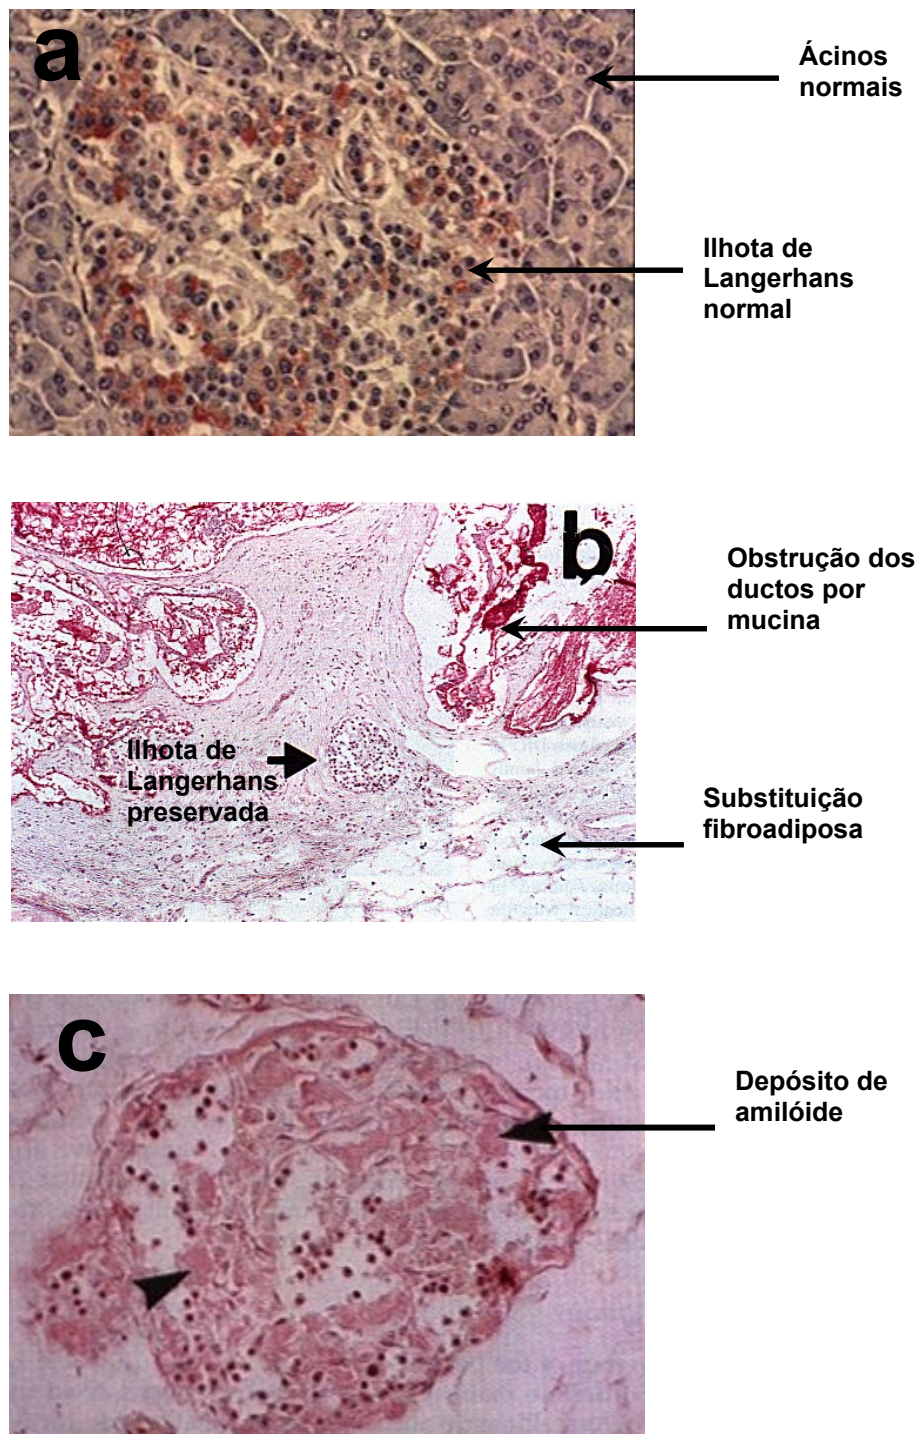 a
Ácinos
normais
Ilhota de
Langerhans
normal
b
Obstrução dos
ductos por
mucina
Ilhota de
Langerhans
preservada
Substituição
fibroadiposa
c
Depósito de
amilóide